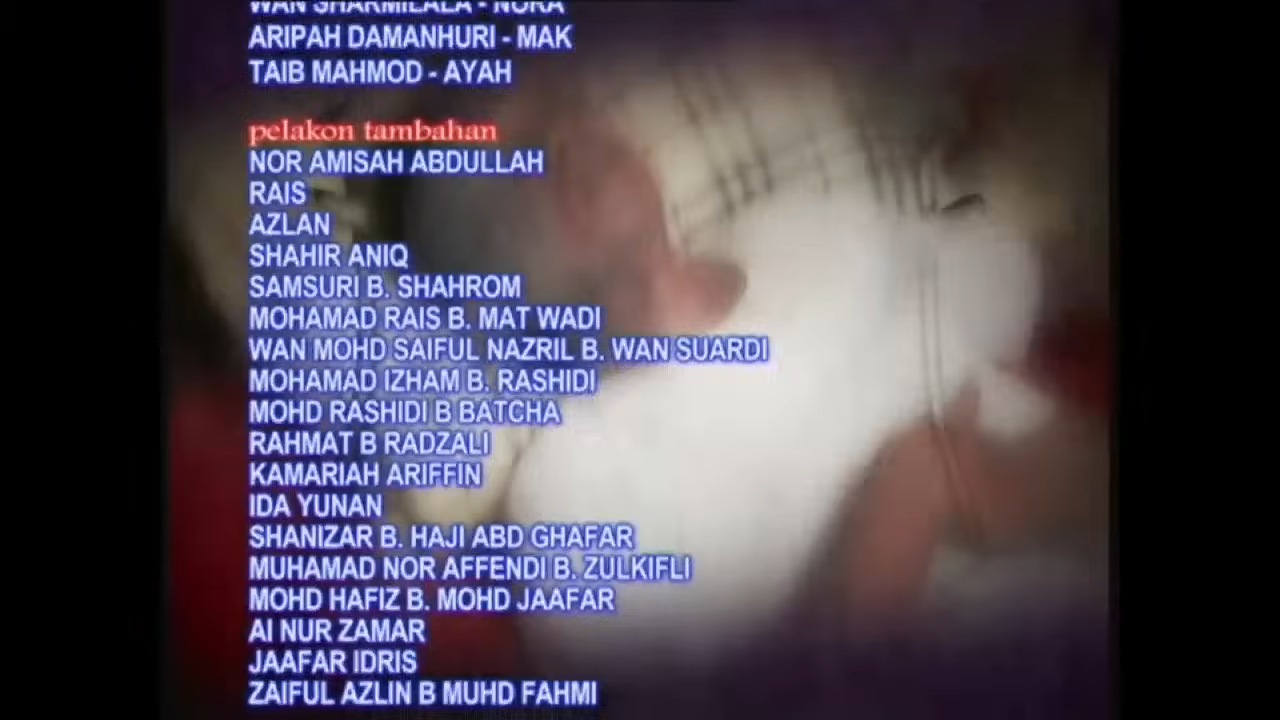 WAN SHARMILALA - NORA
ARIPAH DAMANHURI - MAK
TAIB MAHMOD - AYAH
pelakon tambahan
NOR AMISAH ABDULLAH
RAIS
AZLAN
SHAHIR ANIQ
SAMSURI B. SHAHROM
MOHAMAD RAIS B. MAT WADI
WAN MOHD SAIFUL NAZRIL B. WAN SUARDI
MOHAMAD IZHAM B. RASHIDI
MOHD RASHIDI B BATCHA
RAHMAT B RADZALI
KAMARIAH ARIFFIN
IDA YUNAN
SHANIZAR B. HAJI ABD GHAFAR
MUHAMAD NOR AFFENDI B. ZULKIFLI
MOHD HAFIZ B. MOHD JAAFAR
AI NUR ZAMAR
JAAFAR IDRIS
ZAIFUL AZLIN B MUHD FAHMI